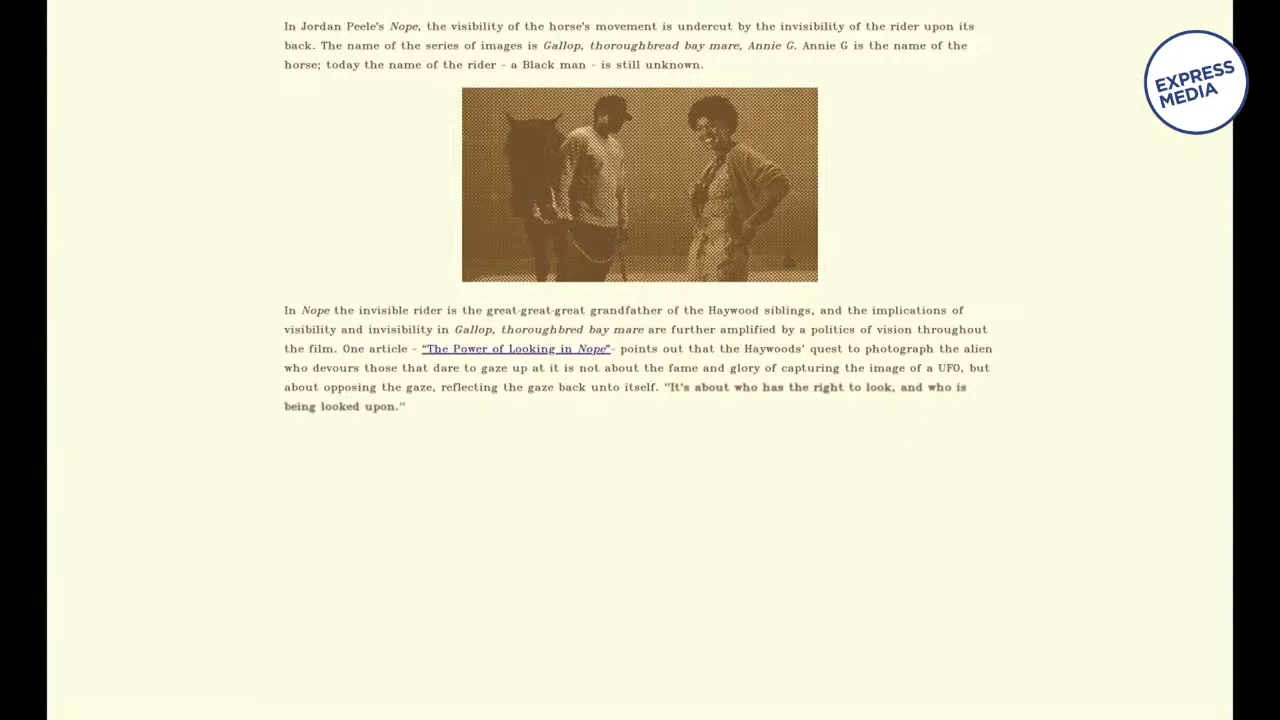 In Jordan Peele's Nope, the visibility of the horse's movement is undercut by the invisibility of the rider upon its
back. The name of the series of images is Gallop, thoroughbread bay mare, Annie G. Annie G is the name of the
horse; today the name of the rider - a Black man - is still unknown.
EXPRESS
MEDIA
In Nope the invisible rider is the great-great-great grandfather of the Haywood siblings, and the implications of
visibility and invisibility in Gallop, thoroughbred bay mare are further amplified by a politics of vision throughout
the film. One article - "The Power of Looking in Nope"- points out that the Haywoods' quest to photograph the alien
who devours those that dare to gaze up at it is not about the fame and glory of capturing the image of a UFO, but
about opposing the gaze, reflecting the gaze back unto itself. "It's about who has the right to look, and who is
being looked upon."